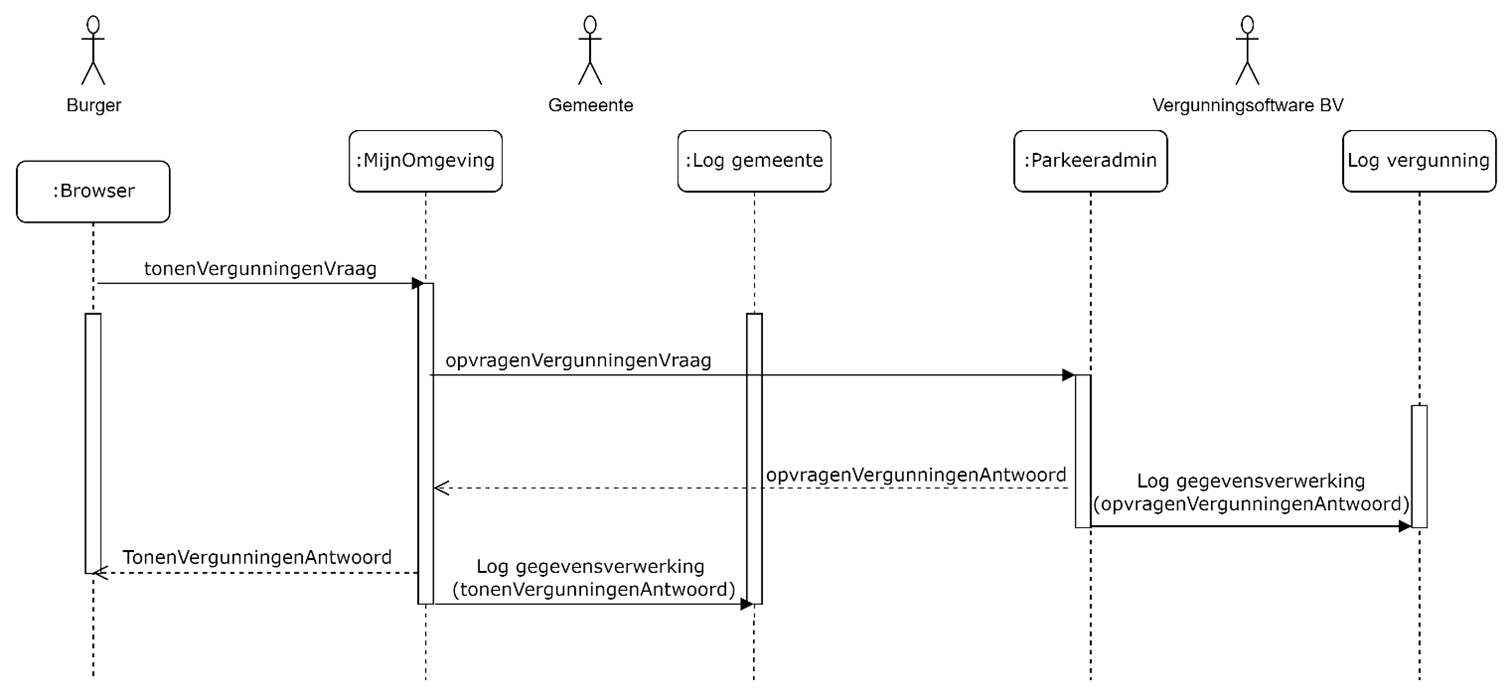 Burger
Gemeente
Vergunningsoftware BV
:Browser
:MijnOmgeving
:Log gemeente
:Parkeeradmin
Log vergunning
tonenVergunningenVraag
opvragenVergunningenVraag
opvragenVergunningenAntwoord
Log gegevensverwerking
(opvragenVergunningenAntwoord)
TonenVergunningenAntwoord
Log gegevensverwerking
(tonenVergunningenAntwoord)